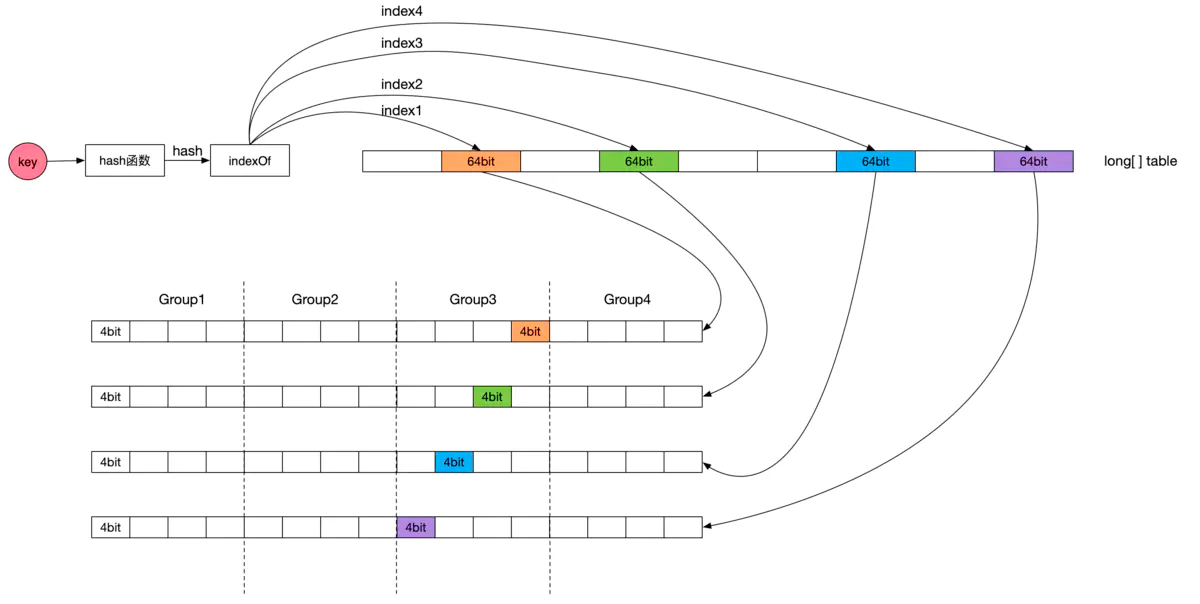 index4
index3
index2
index1
key
hash函数
hash
indexOf
64bit
64bit
64bit
64bit
long[ ] table
Group1
Group2
Group3
Group4
4bit
4bit
4bit
4bit
4bit
4bit
4bit
4bit